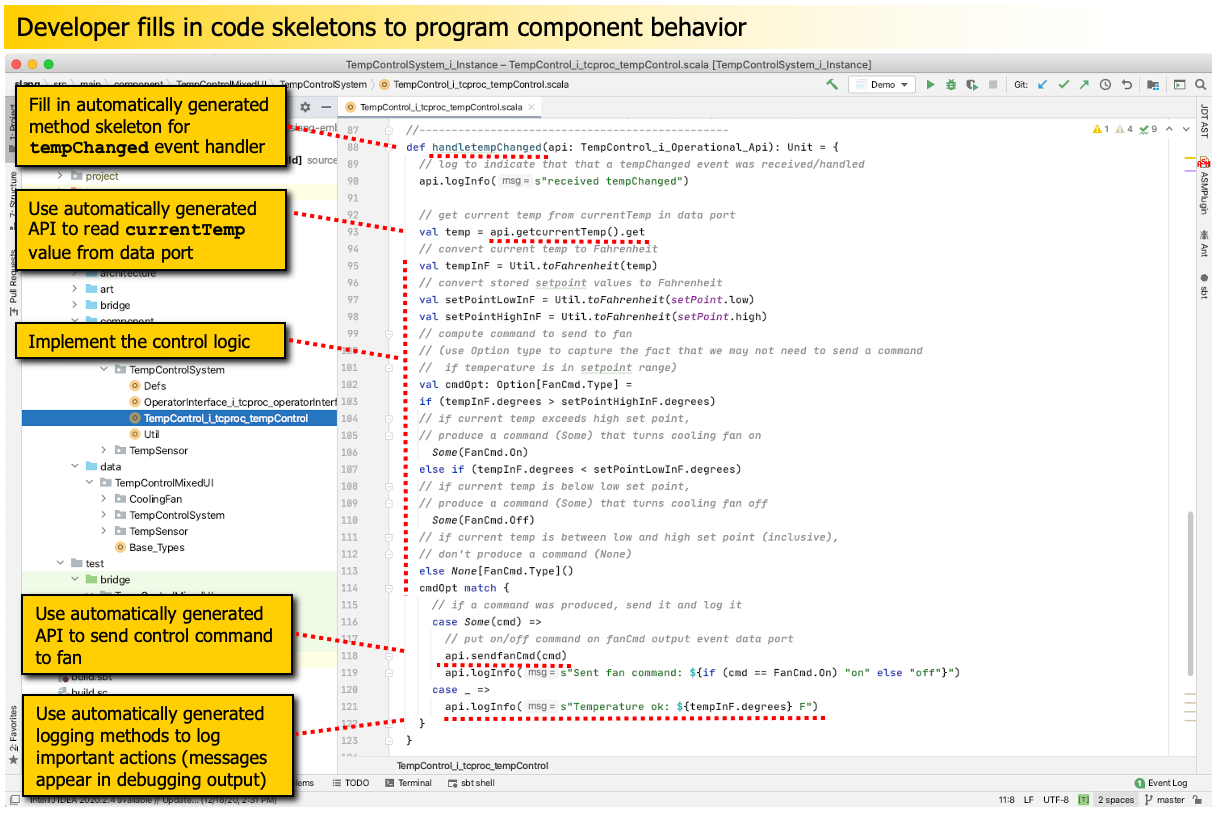 Developer fills in code skeletons to program component behavior
TempControlSystem_i_Instance – TempControl_i_tcproc_tempControl.scala [TempControlSystem_i_Instance]
slang src main component TempControlMixedUI TempControlSystem TempControl_i_tcproc_tempControl.scala
Demo
Git:
TempControl_i_tcproc_tempControl.scala
Fill in automatically generated
method skeleton for
tempChanged event handler
source
project
Use automatically generated
API to read currentTemp
value from data port
architecture
art
bridge
component
Implement the control logic
TempControlSystem
Defs
OperatorInterface_i_tcproc_operatorInterf
TempControl_i_tcproc_tempControl
Util
TempSensor
data
TempControlMixedUI
CoolingFan
TempControlSystem
TempSensor
Base_Types
test
bridge
Use automatically generated
API to send control command
to fan
build.sbt
build.sc
Use automatically generated
logging methods to log
important actions (messages
appear in debugging output)
1: Project
7: Structure
Pull Requests
2: Favorites
87 //------------------------------------------------
88 def handletempChanged(api: TempControl_i_Operational_Api): Unit = {
89 // log to indicate that that a tempChanged event was received/handled
90 api.logInfo( msg = s"received tempChanged")
91
92 // get current temp from currentTemp in data port
93 val temp = api.getcurrentTemp().get
94 // convert current temp to Fahrenheit
95 val tempInF = Util.toFahrenheit(temp)
96 // convert stored setpoint values to Fahrenheit
97 val setPointLowInF = Util.toFahrenheit(setPoint.low)
98 val setPointHighInF = Util.toFahrenheit(setPoint.high)
99 // compute command to send to fan
100 // (use Option type to capture the fact that we may not need to send a command
101 //  if temperature is in setpoint range)
102 val cmdOpt: Option[FanCmd.Type] =
103 if (tempInF.degrees > setPointHighInF.degrees)
104 // if current temp exceeds high set point,
105 // produce a command (Some) that turns cooling fan on
106 Some(FanCmd.On)
107 else if (tempInF.degrees < setPointLowInF.degrees)
108 // if current temp is below low set point,
109 // produce a command (Some) that turns cooling fan off
110 Some(FanCmd.Off)
111 // if current temp is between low and high set point (inclusive),
112 // don't produce a command (None)
113 else None[FanCmd.Type]()
114 cmdOpt match {
115 // if a command was produced, send it and log it
116 case Some(cmd) =>
117 // put on/off command on fanCmd output event data port
118 api.sendfanCmd(cmd)
119 api.logInfo( msg = s"Sent fan command: ${if (cmd == FanCmd.On) "on" else "off"}")
120 case _ =>
121 api.logInfo( msg = s"Temperature ok: ${tempInF.degrees} F")
122 }
123 }
1 4 9
JDT AST
ASMPlugin
Ant
sbt
TempControl_i_tcproc_tempControl
TODO Terminal sbt shell
1 Event Log
IntelliJ IDEA 2020.2.4 available // Update... (12/18/20, 2:31 PM)
11:8 LF UTF-8 [T] 2 spaces master